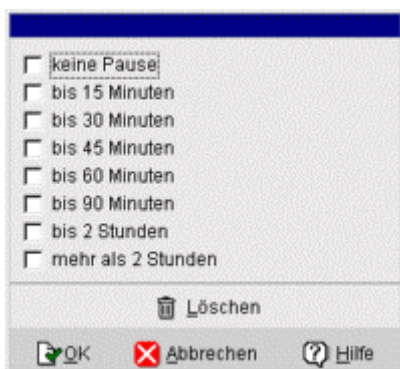 keine Pause
bis 15 Minuten
bis 30 Minuten
bis 45 Minuten
bis 60 Minuten
bis 90 Minuten
bis 2 Stunden
mehr als 2 Stunden
Löschen
OK Abbrechen Hilfe